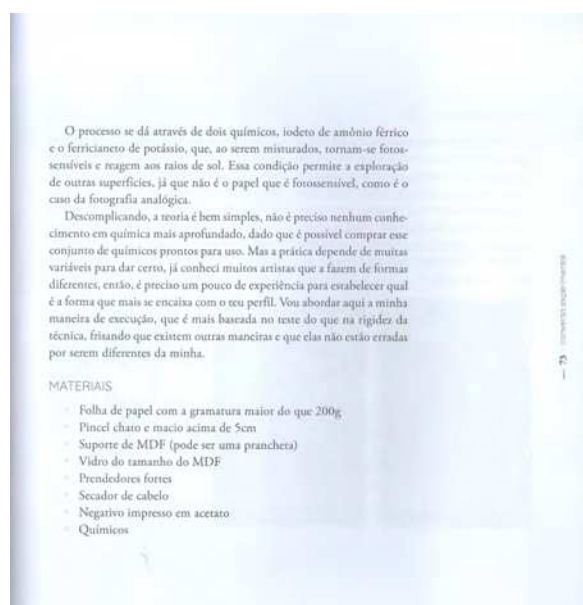 O processo se dá através de dois químicos, iodeto de amônio férrico
e o ferricianeto de potássio, que, ao serem misturados, tornam-se fotos-
sensíveis e reagem aos raios de sol. Essa condição permite a exploração
de outras superfícies, já que não é o papel que é fotossensível, como é o
caso da fotografia analógica.
Descomplicando, a teoria é bem simples, não é preciso nenhum conhe-
cimento em química mais aprofundado, dado que é possível comprar esse
conjunto de químicos prontos para uso. Mas a prática depende de muitas
variáveis para dar certo, já conheci muitos artistas que a fazem de formas
diferentes, então, é preciso um pouco de experiência para estabelecer qual
é a forma que mais se encaixa com o teu perfil. Vou abordar aqui a minha
maneira de execução, que é mais baseada no teste do que na rigidez da
técnica, frisando que existem outras maneiras e que elas não estão erradas
por serem diferentes da minha.
MATERIAIS
Folha de papel com a gramatura maior do que 200g
Pincel chato e macio acima de 5cm
Suporte de MDF (pode ser uma prancheta)
Vidro do tamanho do MDF
Prendedores fortes
Secador de cabelo
Negativo impresso em acetato
Químicos
— 73